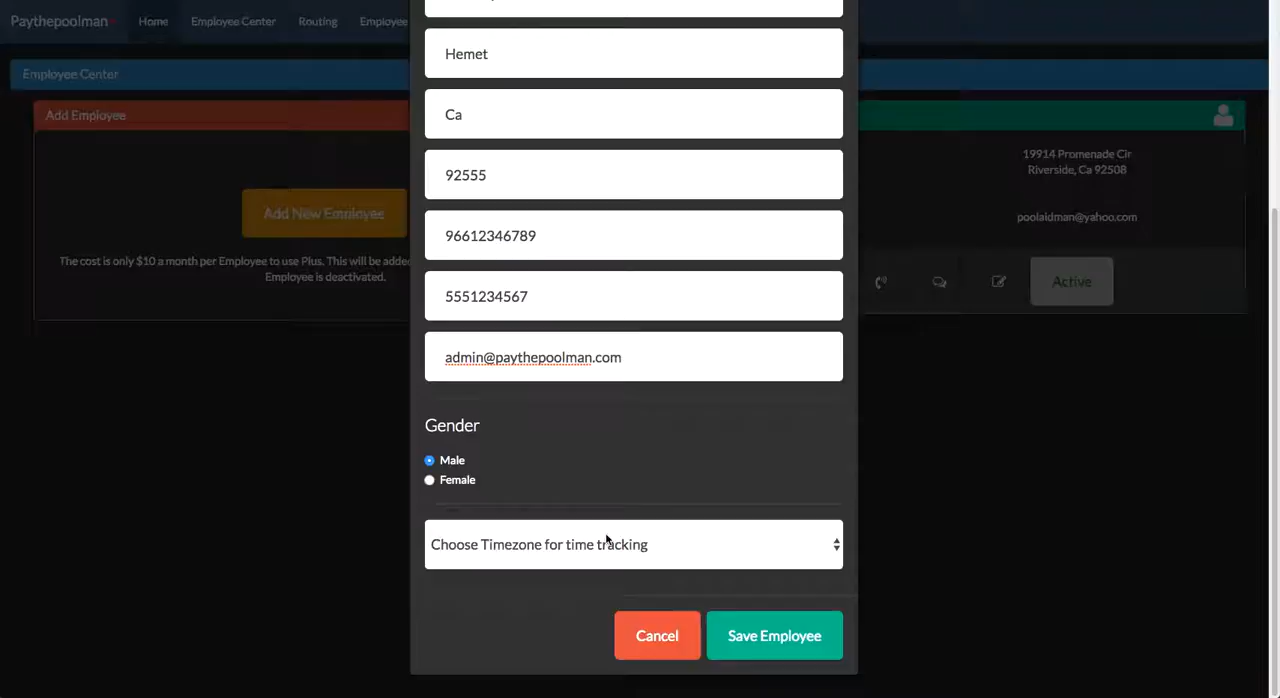 Paythepoolman
Home
Employee Center
Routing
Employee
Employee Center
Add Employee
Add New Employee
The cost is only $10 a month per Employee to use Plus. This will be added
Employee is deactivated.
Hemet
Ca
92555
96612346789
5551234567
admin@paythepoolman.com
Gender
Male
Female
Choose Timezone for time tracking
Cancel
Save Employee
19914 Promenade Cir
Riverside, Ca 92508
poolaidman@yahoo.com
Active